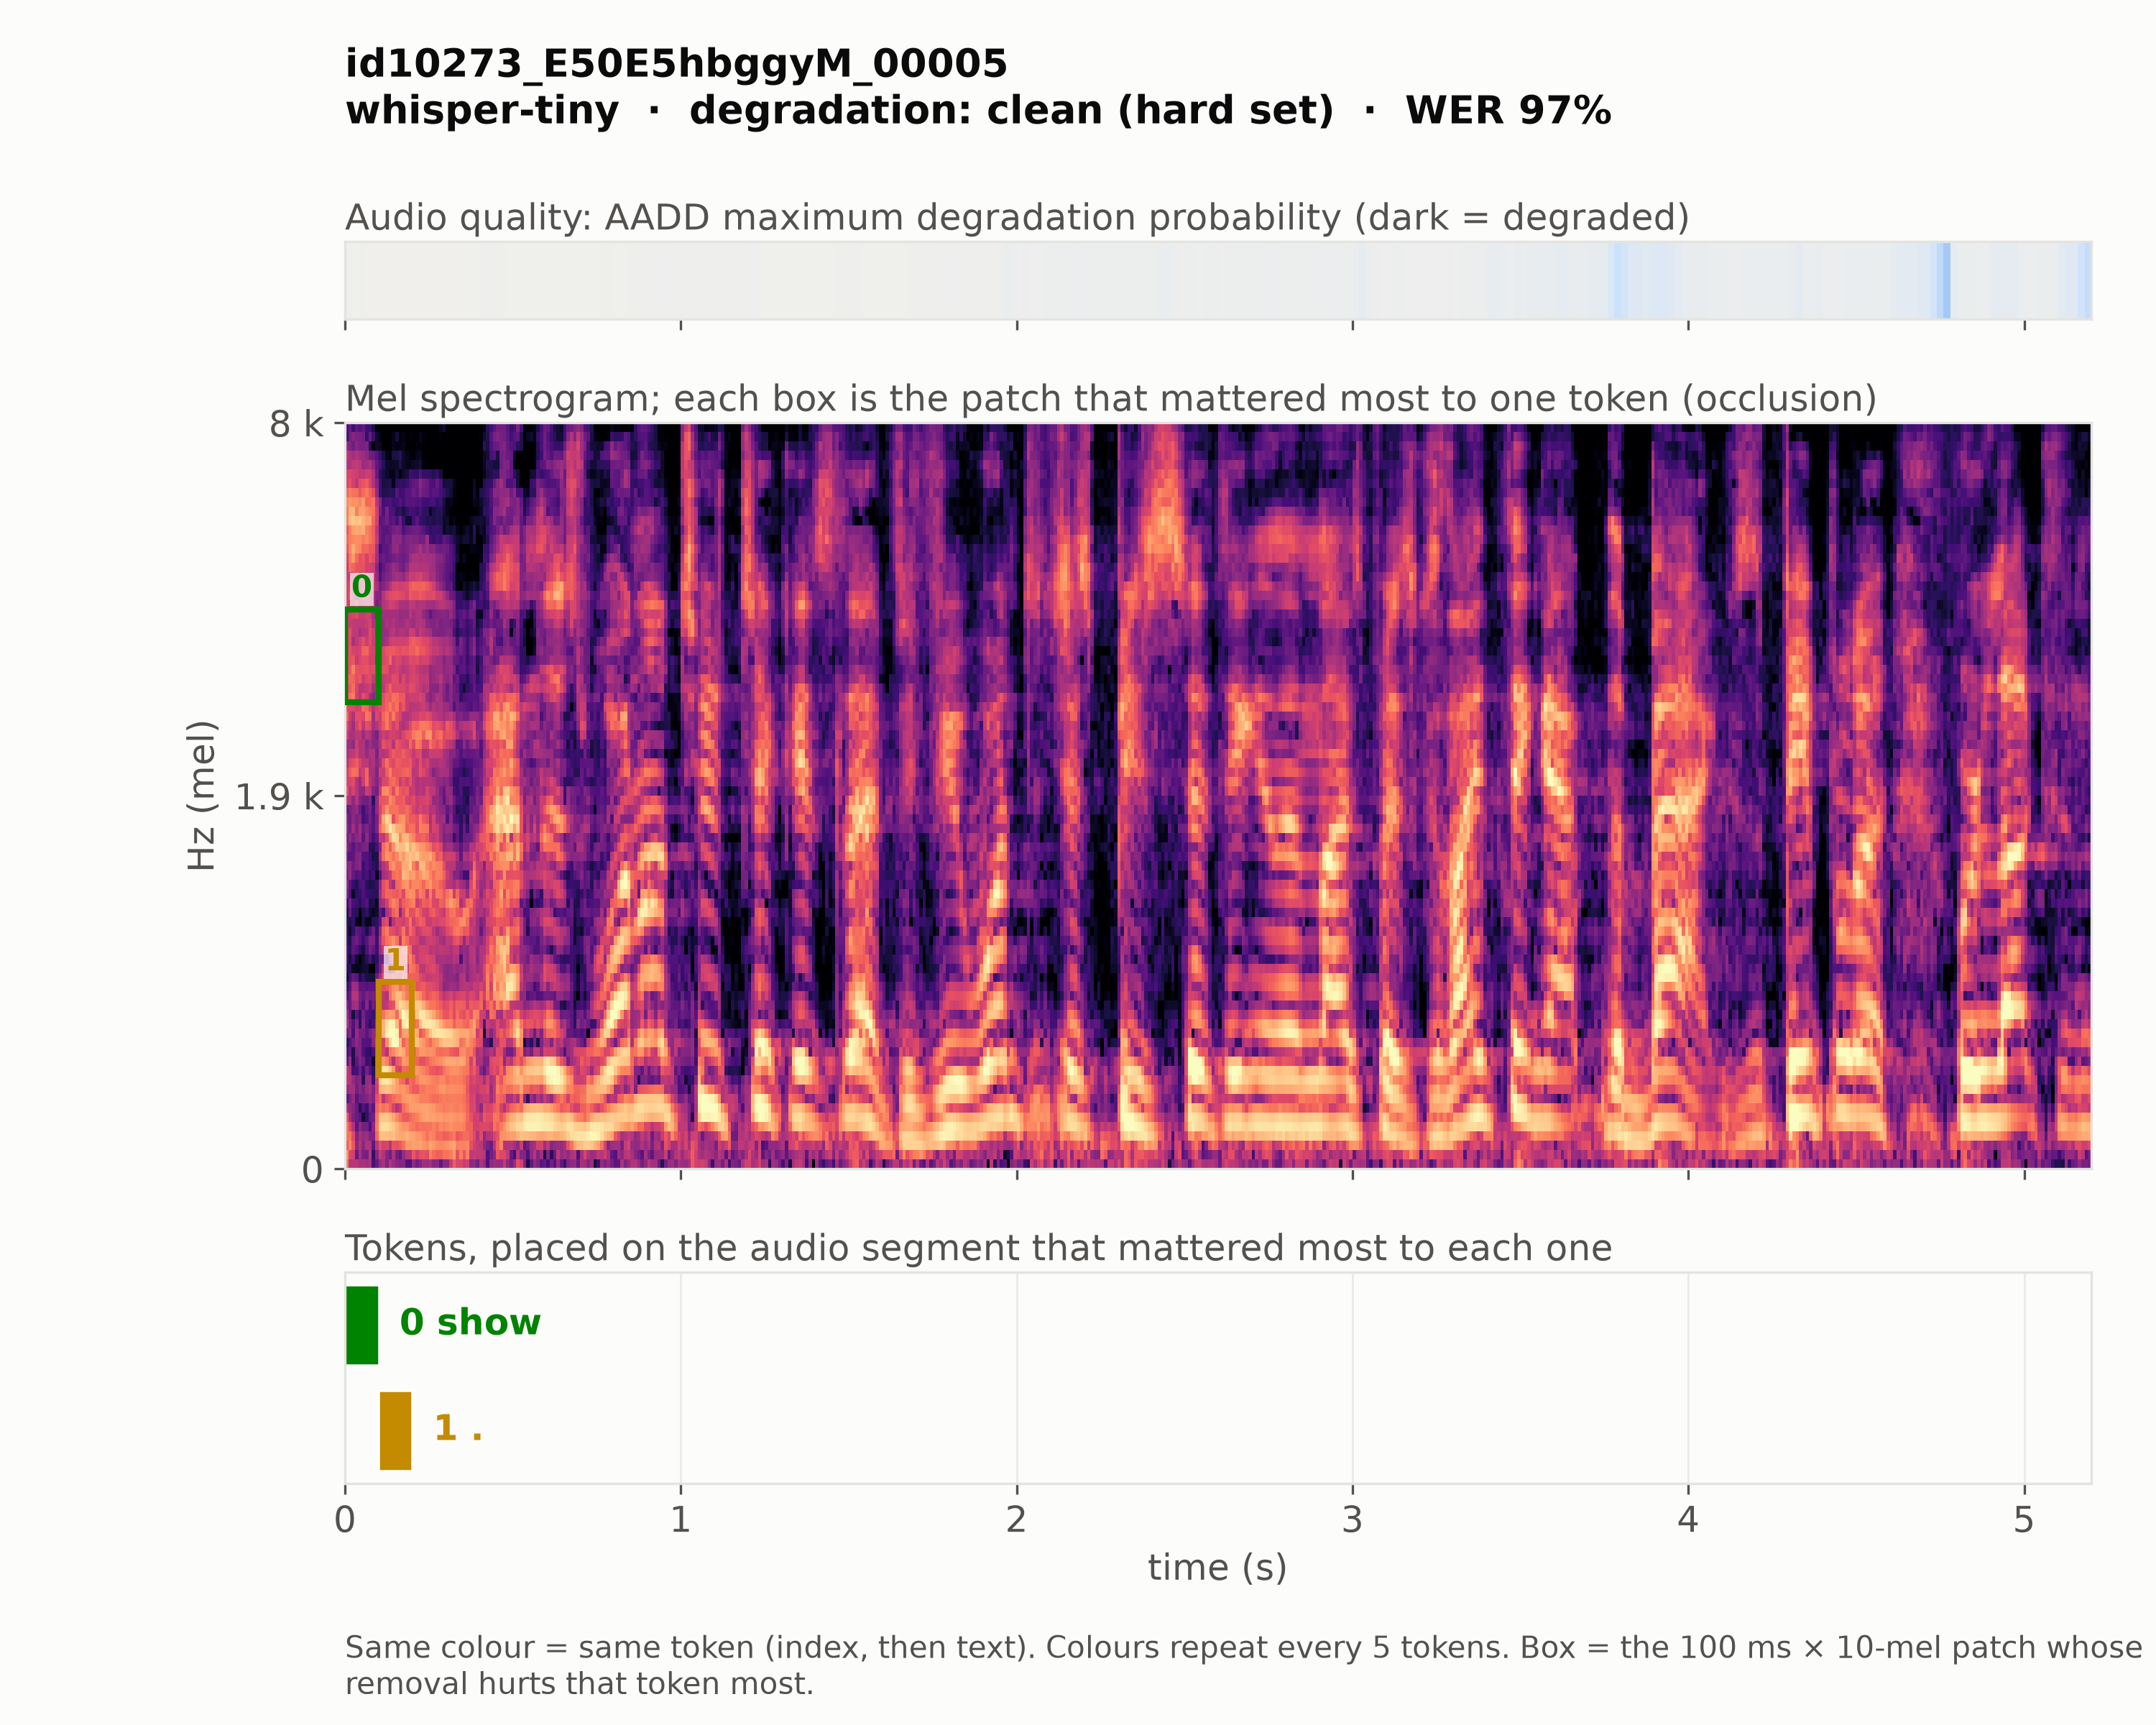 id10273_E50E5hbggyM_00005
whisper-tiny · degradation: clean (hard set) · WER 97%
Audio quality: AADD maximum degradation probability (dark = degraded)
Mel spectrogram; each box is the patch that mattered most to one token (occlusion)
8 k
0
Hz (mel)
1.9 k
1
0
Tokens, placed on the audio segment that mattered most to each one
0 show
1 .
0 1 2 3 4 5
time (s)
Same colour = same token (index, then text). Colours repeat every 5 tokens. Box = the 100 ms × 10-mel patch whose
removal hurts that token most.